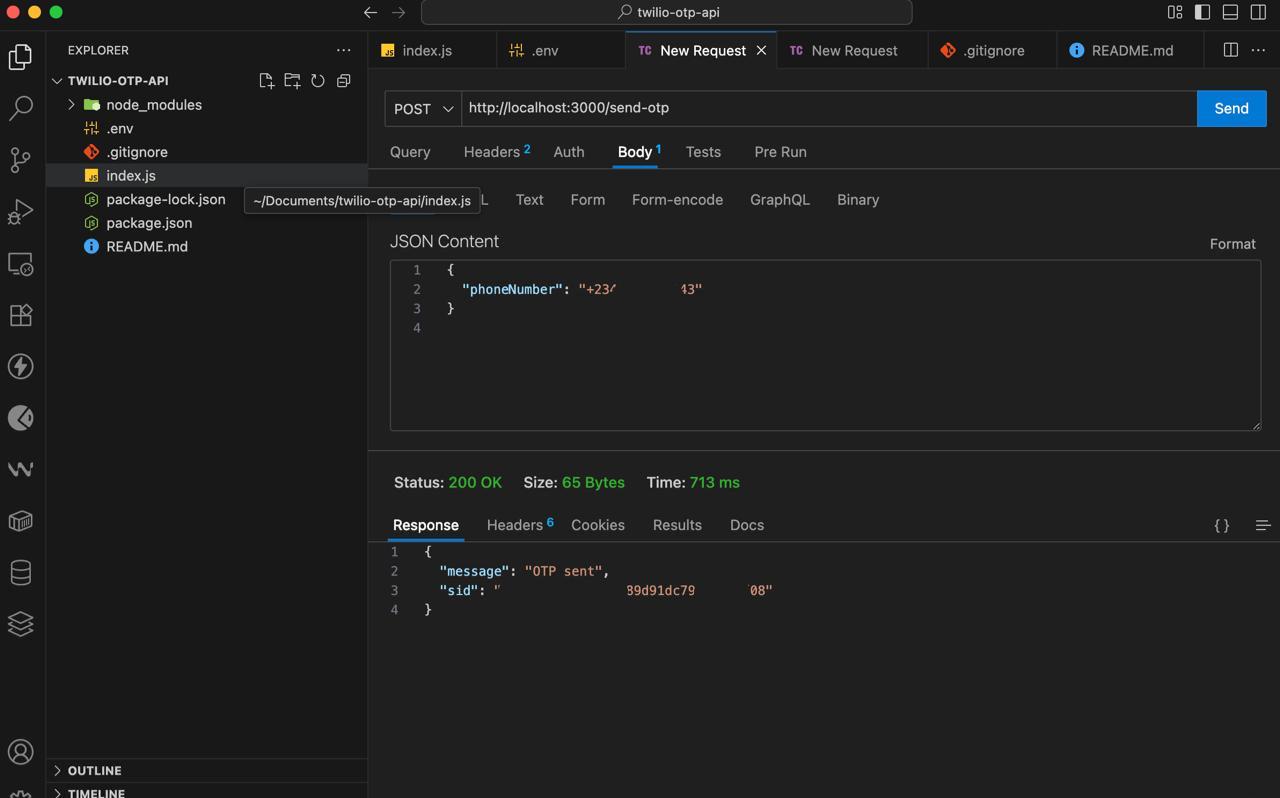 twilio-otp-api
EXPLORER
TWILIO-OTP-API
node_modules
.env
.gitignore
index.js
package-lock.json
package.json
README.md
~/Documents/twilio-otp-api/index.js
OUTLINE
TIMELINE
index.js
.env
TC New Request
TC New Request
.gitignore
README.md
POST http://localhost:3000/send-otp Send
Query Headers 2 Auth Body 1 Tests Pre Run
Text Form Form-encode GraphQL Binary
JSON Content
Format
1 {
2 "phoneNumber": "+234 43"
3 }
4
Status: 200 OK Size: 65 Bytes Time: 713 ms
Response Headers 6 Cookies Results Docs { }
1 {
2 "message": "OTP sent",
3 "sid": " 89d91dc79 08"
4 }